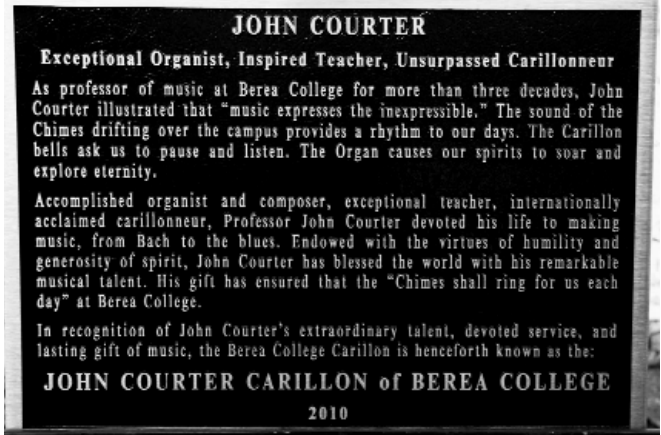 JOHN COURTER
Exceptional Organist, Inspired Teacher, Unsurpassed Carillonneur
As professor of music at Berea College for more than three decades, John
Courter illustrated that “music expresses the inexpressible.” The sound of the
Chimes drifting over the campus provides a rhythm to our days. The Carillon
bells ask us to pause and listen. The Organ causes our spirits to soar and
explore eternity.
Accomplished organist and composer, exceptional teacher, internationally
acclaimed carillonneur, Professor John Courter devoted his life to making
music, from Bach to the blues. Endowed with the virtues of humility and
generosity of spirit, John Courter has blessed the world with his remarkable
musical talent. His gift has ensured that the “Chimes shall ring for us each
day” at Berea College.
In recognition of John Courter’s extraordinary talent, devoted service, and
lasting gift of music, the Berea College Carillon is henceforth known as the:
JOHN COURTER CARILLON of BEREA COLLEGE
2010